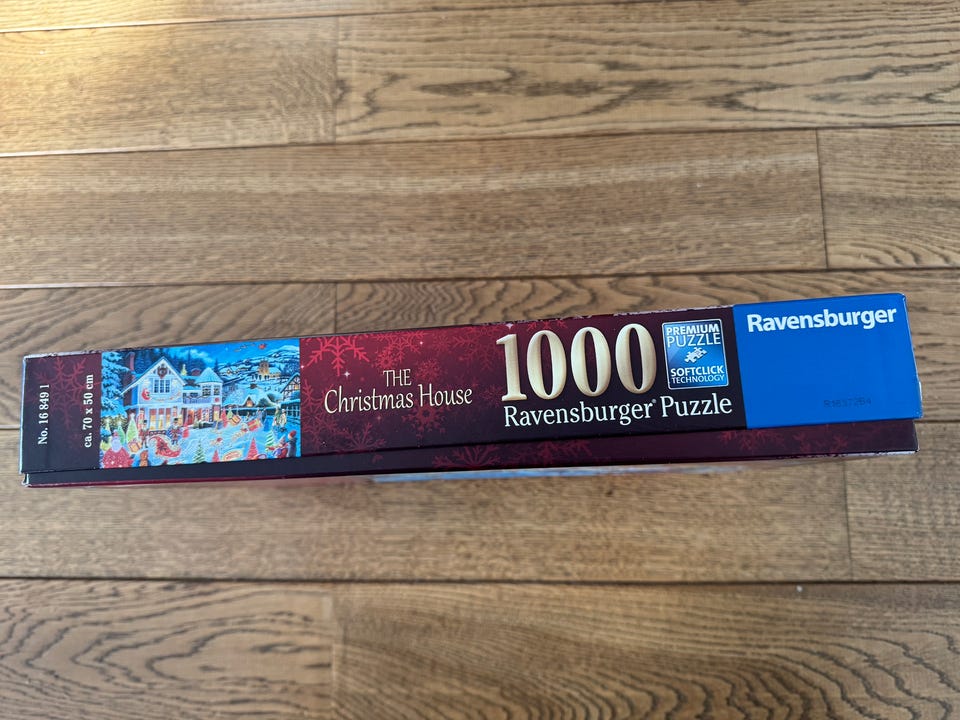 No. 16 849 1
ca. 70 x 50 cm
THE
Christmas House
1000
Ravensburger® Puzzle
PREMIUM
PUZZLE
SOFTCLICK
TECHNOLOGY
Ravensburger